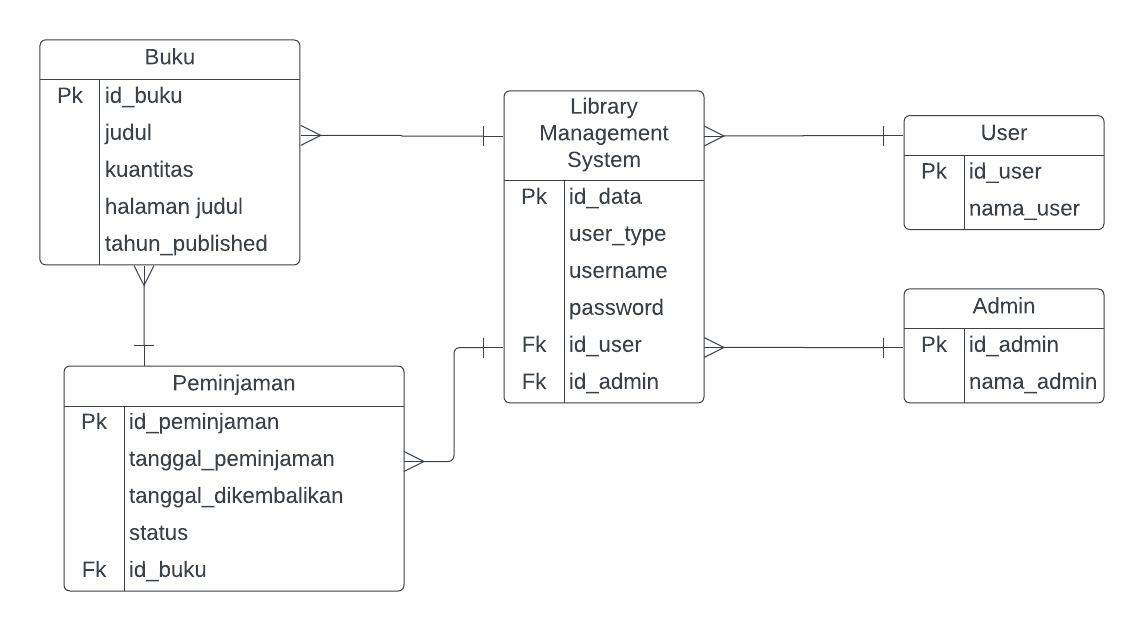 Buku
Pk id_buku
judul
kuantitas
halaman judul
tahun_published
Library
Management
System
Pk id_data
user_type
username
password
Fk id_user
Fk id_admin
User
Pk id_user
nama_user
Admin
Pk id_admin
nama_admin
Peminjaman
Pk id_peminjaman
tanggal_peminjaman
tanggal_dikembalikan
status
Fk id_buku